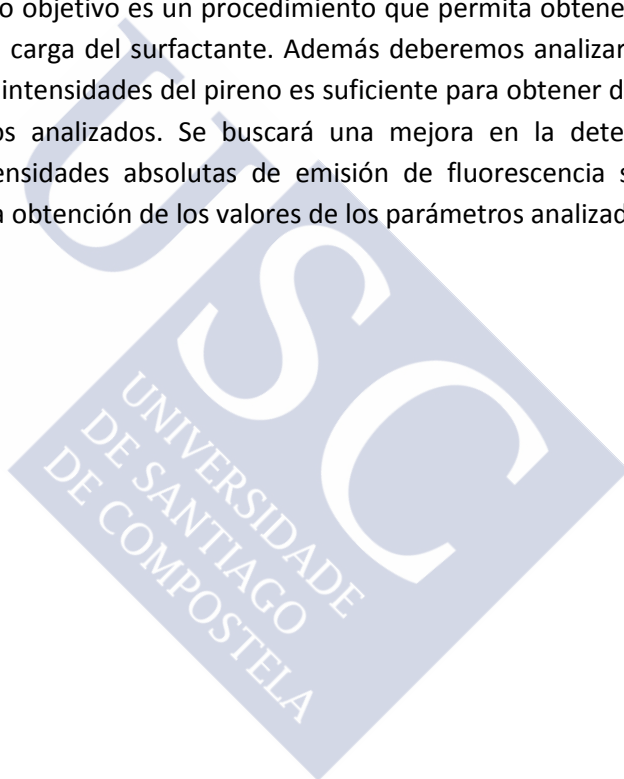 o objetivo es un procedimiento que permita obtene
carga del surfactante. Además deberemos analizar
intensidades del pireno es suficiente para obtener d
os analizados. Se buscará una mejora en la dete
ensidades absolutas de emisión de fluorescencia s
a obtención de los valores de los parámetros analizad
USC
UNIVERSIDADE
DE SANTIAGO
DE COMPOSTELA